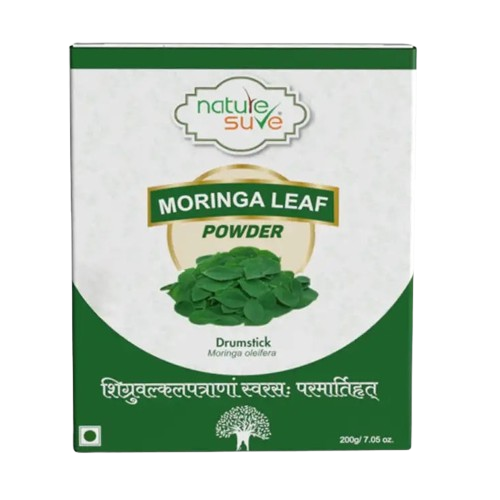 nature
sure®
MORINGA LEAF
POWDER
Drumstick
Moringa oleifera
शिग्रुवल्कलपत्राणां स्वरसः परमार्तिहृत्
200g/ 7.05 oz.